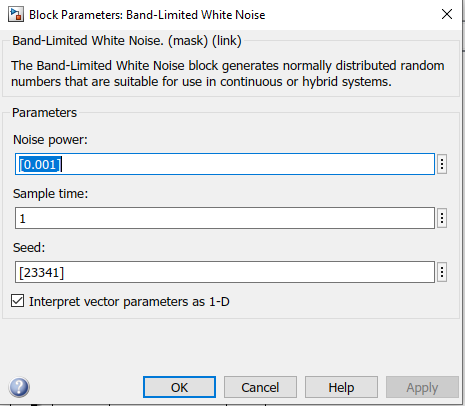 Block Parameters: Band-Limited White Noise
Band-Limited White Noise. (mask) (link)
The Band-Limited White Noise block generates normally distributed random
numbers that are suitable for use in continuous or hybrid systems.
Parameters
Noise power:
[0.001]
Sample time:
1
Seed:
[23341]
Interpret vector parameters as 1-D
OK Cancel Help Apply